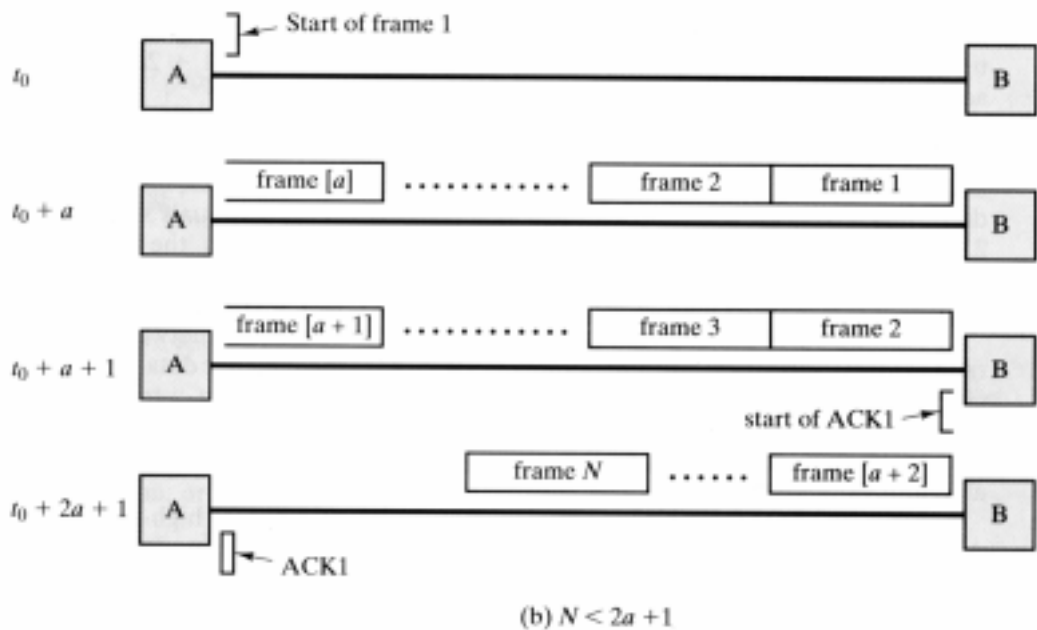 Start of frame 1
t0 A B
frame [a] ............ frame 2 frame 1
t0 + a A B
frame [a + 1] ............ frame 3 frame 2
t0 + a + 1 A B
start of ACK1
frame N ...... frame [a + 2]
t0 + 2a + 1 A B
ACK1
(b) N < 2a +1